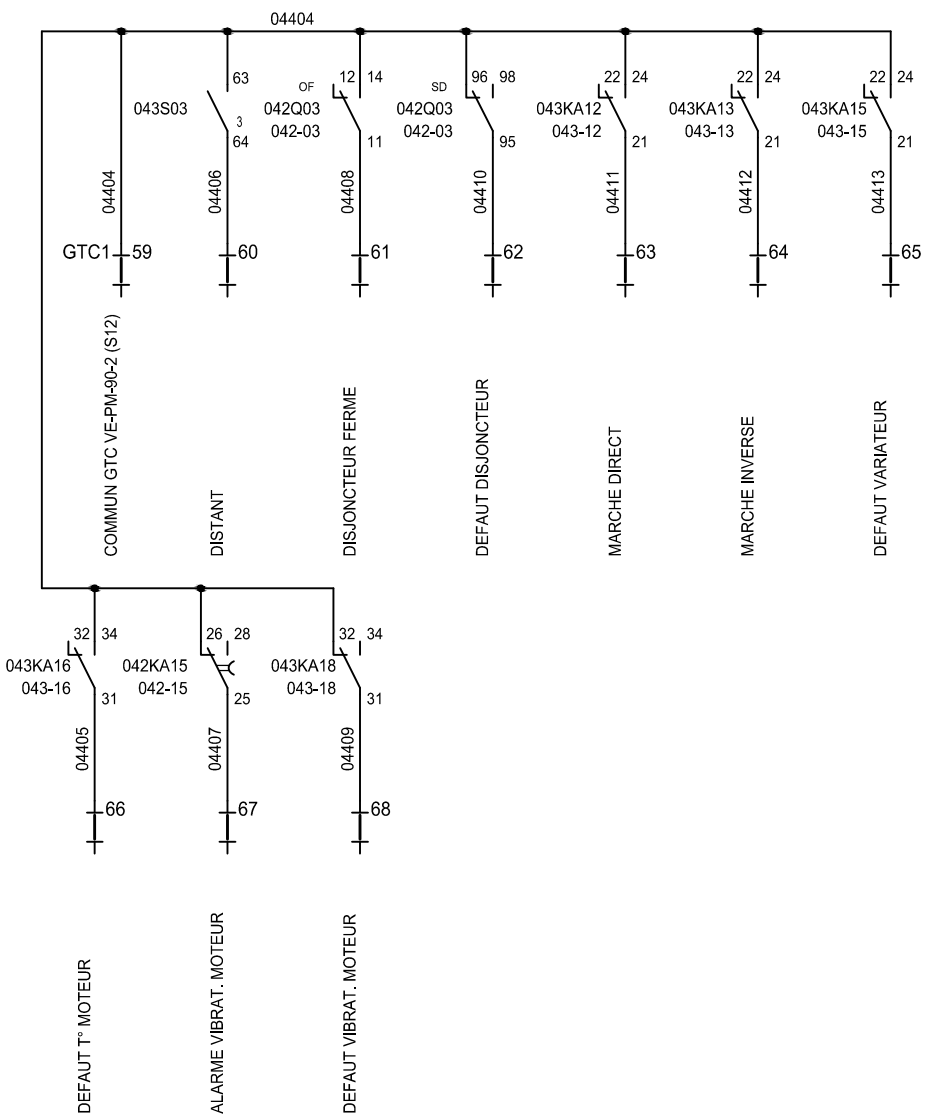 04404
63
043S03
3
64
OF
12 14
042Q03
042-03
11
SD
96 98
042Q03
042-03
95
22 24
043KA12
043-12
21
22 24
043KA13
043-13
21
22 24
043KA15
043-15
21
04404
04406
04408
04410
04411
04412
04413
GTC1 59
60
61
62
63
64
65
COMMUN GTC VE-PM-90-2 (S12)
DISTANT
DISJONCTEUR FERME
DEFAUT DISJONCTEUR
MARCHE DIRECT
MARCHE INVERSE
DEFAUT VARIATEUR
32 34
043KA16
043-16
31
26 28
042KA15
042-15
25
32 34
043KA18
043-18
31
04405
04407
04409
66
67
68
DEFAUT T° MOTEUR
ALARME VIBRAT. MOTEUR
DEFAUT VIBRAT. MOTEUR